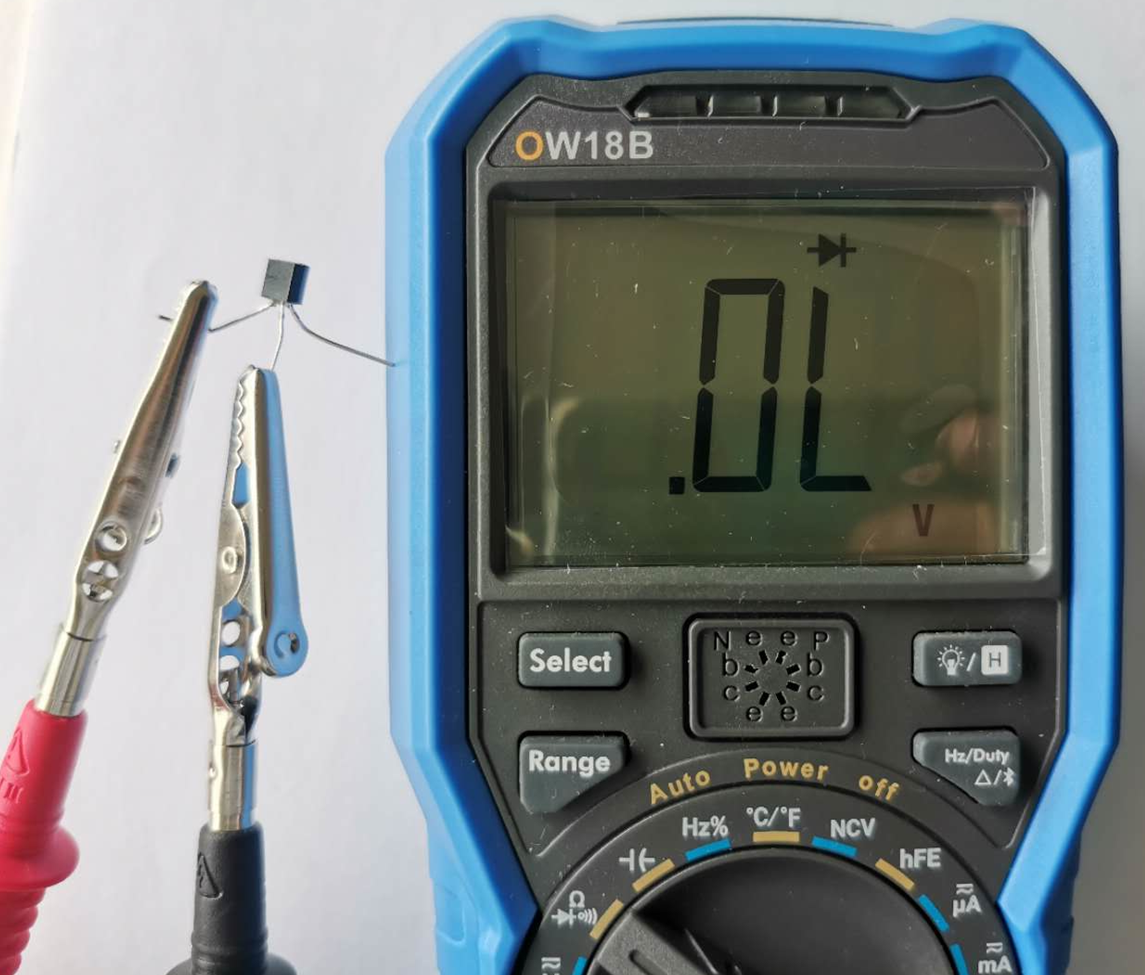 OW18B
.0L
V
Select
N e e P
b b
c c
e e
/ H
Range
Hz/Duty
△/
Auto Power off
Hz%
°C/°F
NCV
hFE
Ω
µA
mA